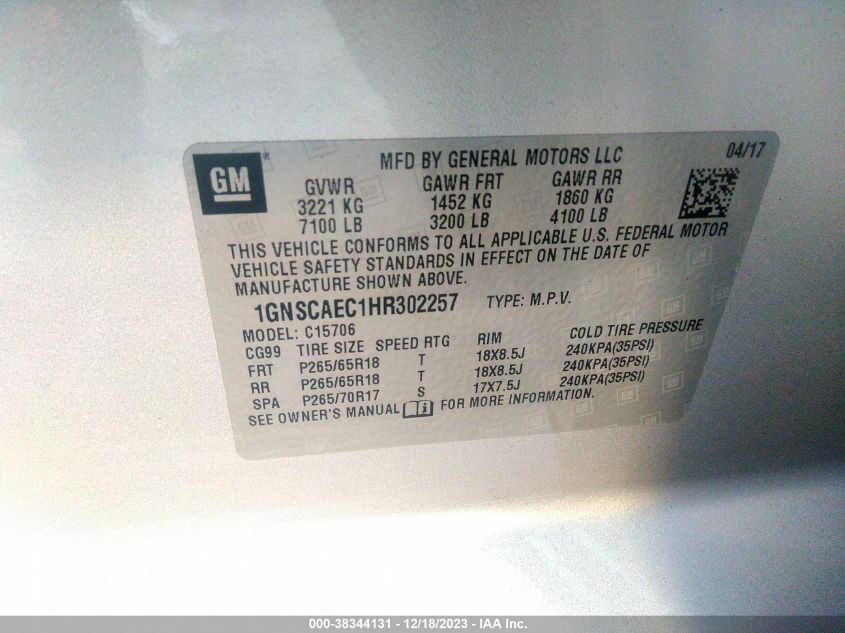 GM ®
MFD BY GENERAL MOTORS LLC 04/17
GVWR GAWR FRT GAWR RR
3221 KG 1452 KG 1860 KG
7100 LB 3200 LB 4100 LB
THIS VEHICLE CONFORMS TO ALL APPLICABLE U.S. FEDERAL MOTOR
VEHICLE SAFETY STANDARDS IN EFFECT ON THE DATE OF
MANUFACTURE SHOWN ABOVE.
1GNSCAEC1HR302257 TYPE: M.P.V.
MODEL: C15706
CG99 TIRE SIZE SPEED RTG RIM COLD TIRE PRESSURE
FRT P265/65R18 T 18X8.5J 240KPA(35PSI)
RR P265/65R18 T 18X8.5J 240KPA(35PSI)
SPA P265/70R17 S 17X7.5J 240KPA(35PSI)
SEE OWNER'S MANUAL i FOR MORE INFORMATION.
000-38344131 - 12/18/2023 - IAA Inc.